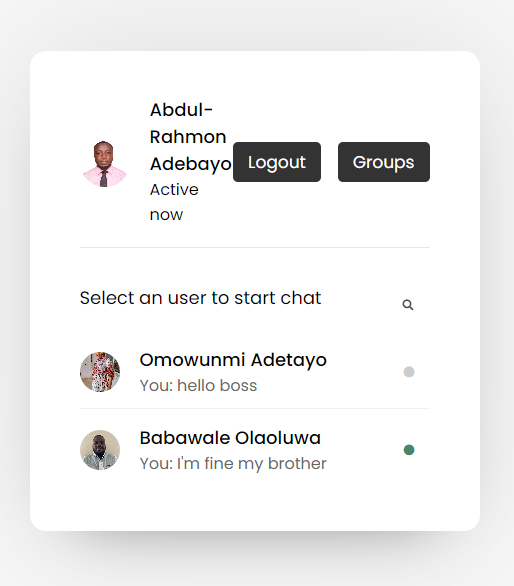 Abdul-
Rahmon
Adebayo
Active
now
Logout
Groups
Select an user to start chat
Omowunmi Adetayo
You: hello boss
Babawale Olaoluwa
You: I'm fine my brother